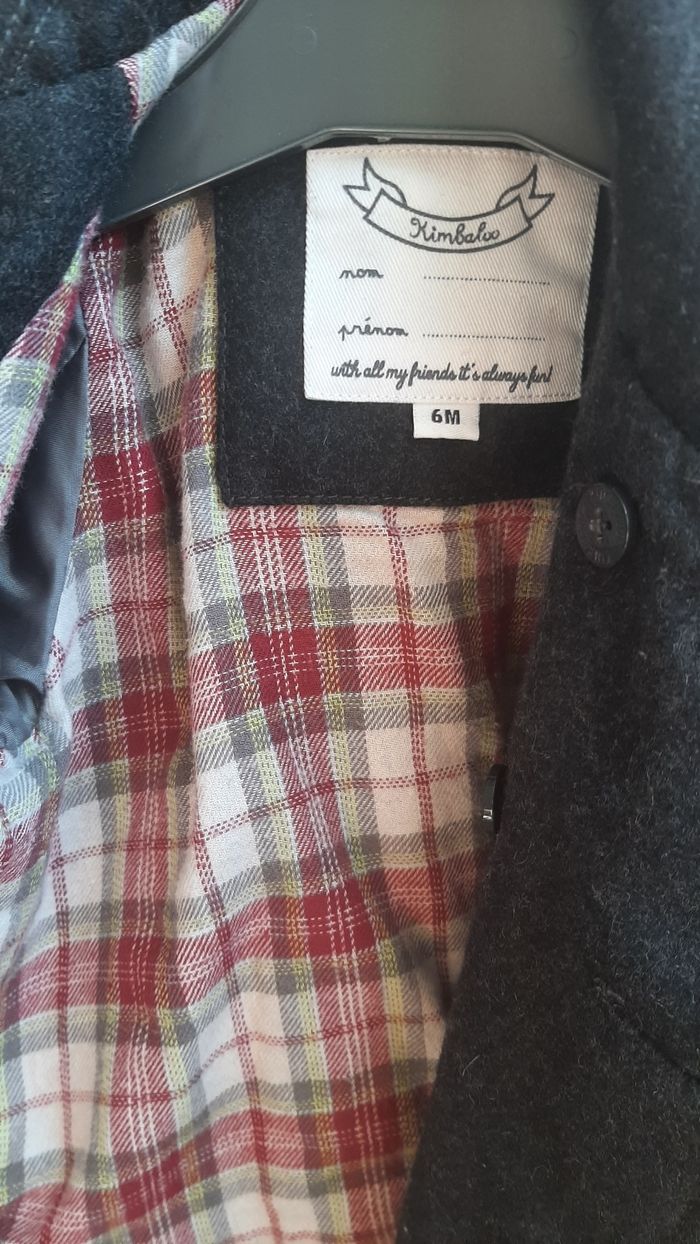 Kimbaloo
nom
prénom
with all my friends it's always fun!
6M